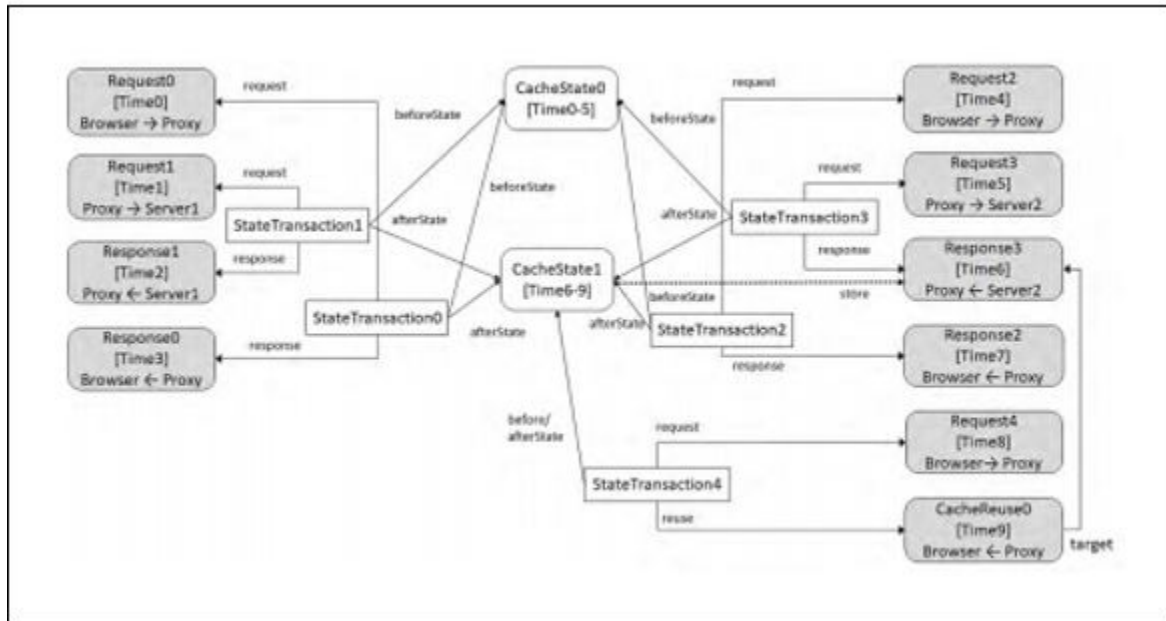 Request0
[Time0]
Browser → Proxy
request
Request1
[Time1]
Proxy → Server1
request
StateTransaction1
Response1
[Time2]
Proxy ← Server1
response
StateTransaction0
Response0
[Time3]
Browser ← Proxy
response
CacheState0
[Time0-5]
beforeState
beforeState
beforeState
afterState
afterState
CacheState1
[Time6-9]
afterState
afterState
beforeState
before/
afterState
request
Request2
[Time4]
Browser → Proxy
request
Request3
[Time5]
Proxy → Server2
StateTransaction3
response
Response3
[Time6]
Proxy ← Server2
store
StateTransaction2
response
Response2
[Time7]
Browser ← Proxy
request
Request4
[Time8]
Browser→ Proxy
StateTransaction4
reuse
CacheReuse0
[Time9]
Browser ← Proxy
target